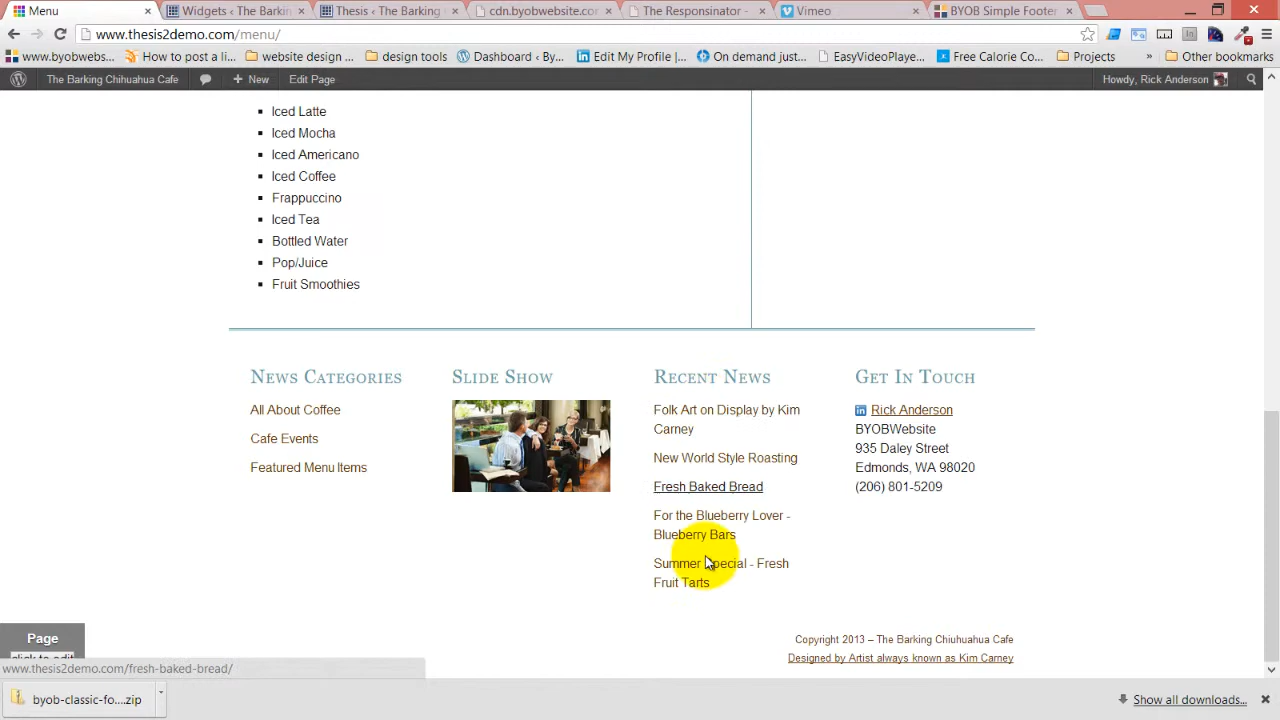 Menu
Widgets ‹ The Barkin
Thesis ‹ The Barking
cdn.byobwebsite.com
The Responsinator -
Vimeo
BYOB Simple Footer
www.thesis2demo.com/menu/
www.byobwebs...
How to post to your ...
website design ...
design tools
Dashboard ‹ By...
Edit My Profile |...
On demand just...
EasyVideoPlaye...
Free Calorie Co...
Projects
»
Other bookmarks
The Barking Chihuahua Cafe
+ New
Edit Page
Howdy, Rick Anderson
Iced Latte
Iced Mocha
Iced Americano
Iced Coffee
Frappuccino
Iced Tea
Bottled Water
Pop/Juice
Fruit Smoothies
News Categories
All About Coffee
Cafe Events
Featured Menu Items
Slide Show
Recent News
Folk Art on Display by Kim
Carney
New World Style Roasting
Fresh Baked Bread
For the Blueberry Lover -
Blueberry Bars
Summer Special - Fresh
Fruit Tarts
Get In Touch
in Rick Anderson
BYOBWebsite
935 Daley Street
Edmonds, WA 98020
(206) 801-5209
Copyright 2013 – The Barking Chiuhuahua Cafe
Designed by Artist always known as Kim Carney
Page
click to edit
www.thesis2demo.com/fresh-baked-bread/
byob-classic-fo....zip
Show all downloads...